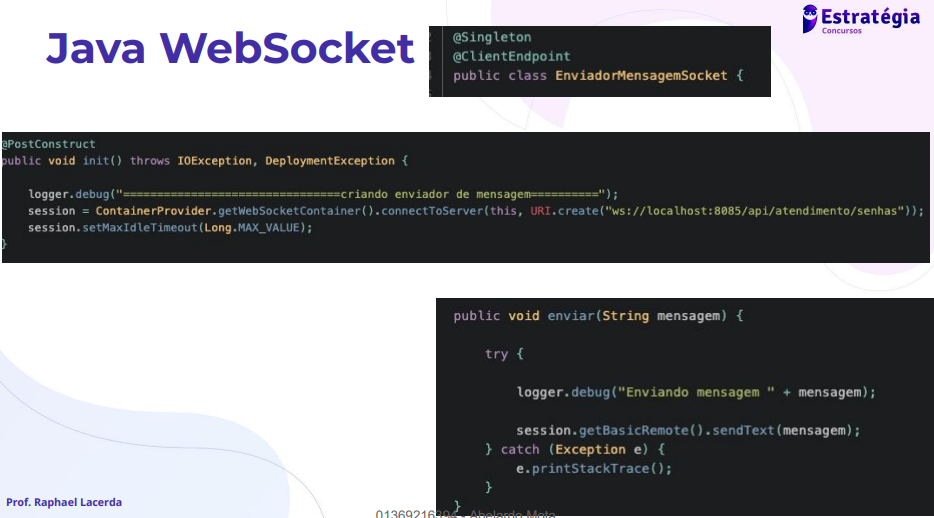 Java WebSocket
Estratégia
Concursos
@Singleton
@ClientEndpoint
public class EnviadorMensagemSocket {
@PostConstruct
public void init() throws IOException, DeploymentException {
logger.debug("================================criando enviador de mensagem==========");
session = ContainerProvider.getWebSocketContainer().connectToServer(this, URI.create("ws://localhost:8085/api/atendimento/senhas"));
session.setMaxIdleTimeout(Long.MAX_VALUE);
}
public void enviar(String mensagem) {
try {
logger.debug("Enviando mensagem " + mensagem);
session.getBasicRemote().sendText(mensagem);
} catch (Exception e) {
e.printStackTrace();
}
}
Prof. Raphael Lacerda
01369216394 - Abelardo Mota